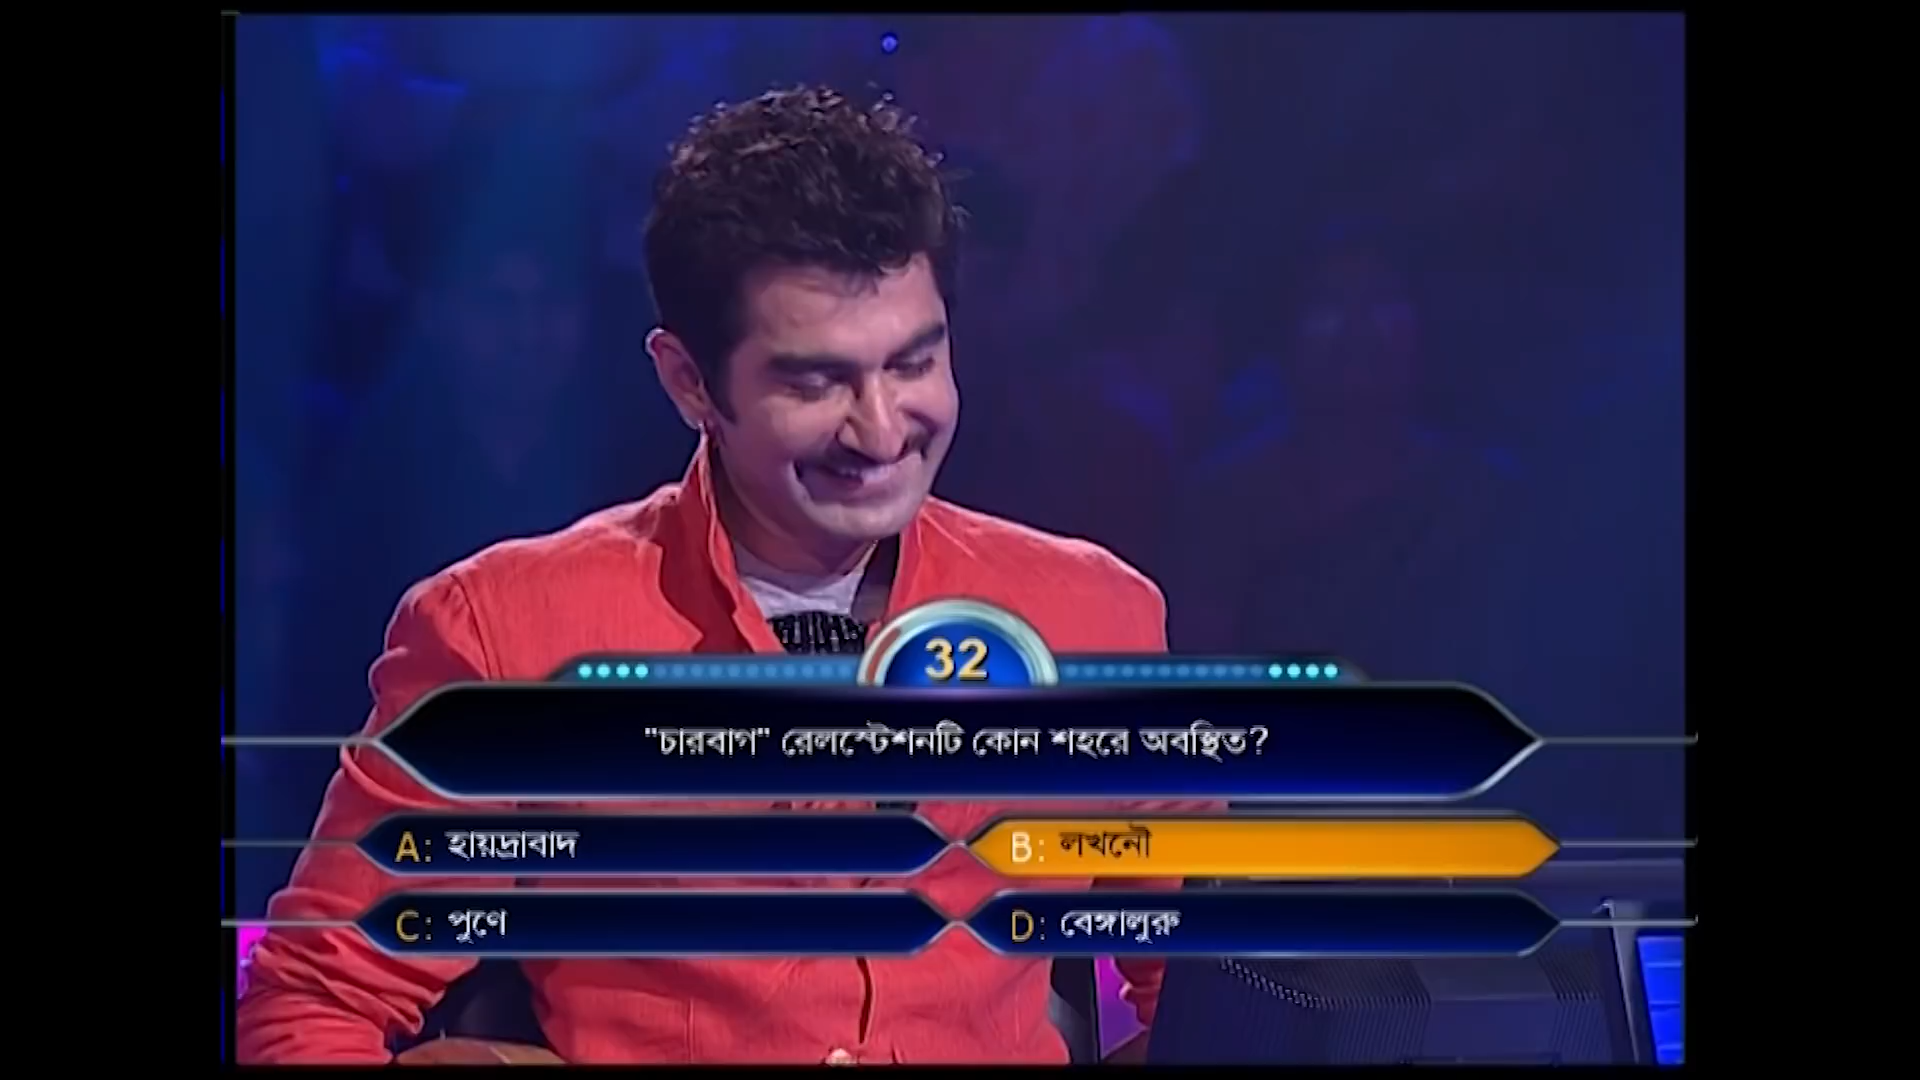 32
"চারবাগ" রেলস্টেশনটি কোন শহরে অবস্থিত?
A: হায়দ্রাবাদ
B: লখনৌ
C: পুণে
D: বেঙ্গালুরু